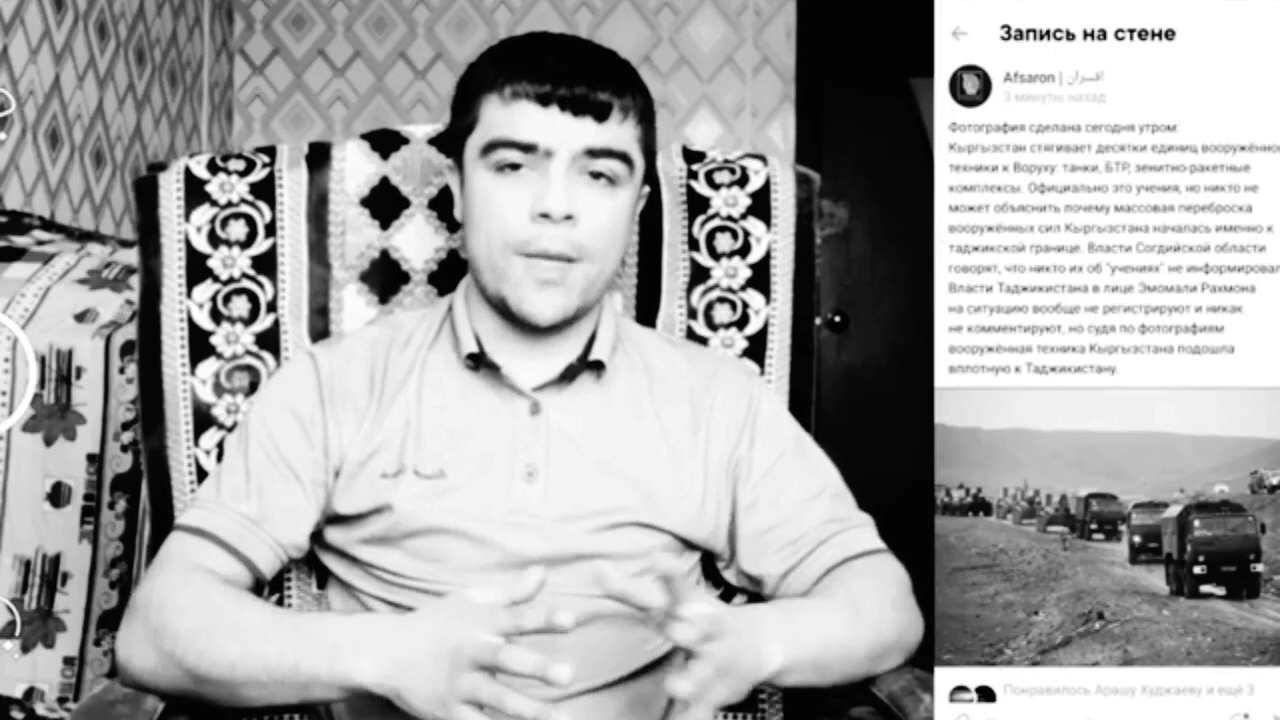 Запись на стене
Afsaron | افسران
3 минуты назад
Фотография сделана сегодня утром:
Кыргызстан стягивает десятки единиц вооружённо
техники к Воруху: танки, БТР, зенитно-ракетные
комплексы. Официально это учения, но никто не
может объяснить почему массовая переброска
вооружённых сил Кыргызстана началась именно к
таджикской границе. Власти Согдийской области
говорят, что никто их об "учениях" не информировал
Власти Таджикистана в лице Эмомали Рахмона
на ситуацию вообще не регистрируют и никак
не комментируют, но судя по фотографиям
вооружённая техника Кыргызстана подошла
вплотную к Таджикистану.
Понравилось Арашу Худжаеву и ещё 3